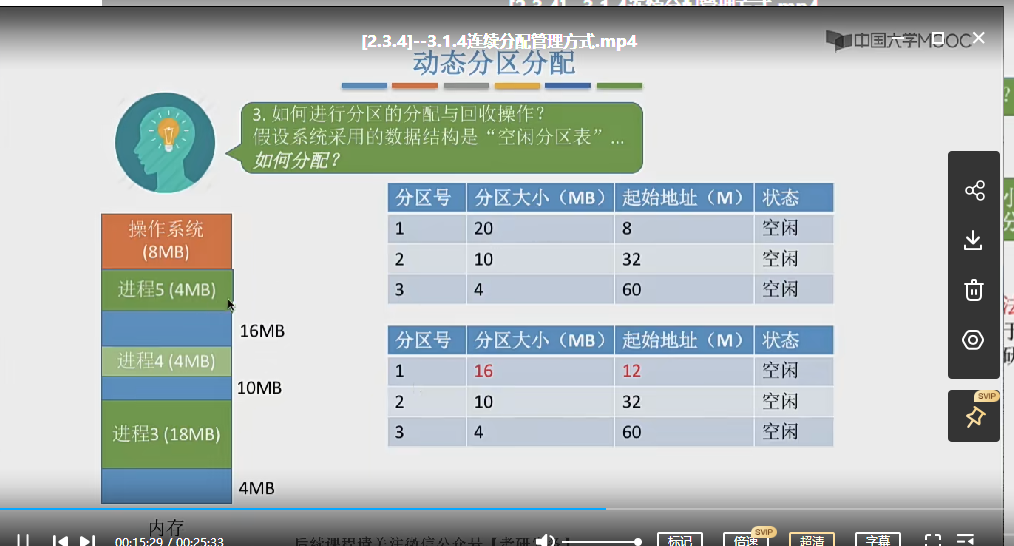 [2.3.4]--3.1.4连续分配管理方式.mp4
中国大学MOOC
动态分区分配
3. 如何进行分区的分配与回收操作？
假设系统采用的数据结构是“空闲分区表”...
如何分配？
操作系统
(8MB)
进程5 (4MB)
16MB
进程4 (4MB)
10MB
进程3 (18MB)
4MB
内存
分区号 分区大小（MB） 起始地址（M） 状态
1 20 8 空闲
2 10 32 空闲
3 4 60 空闲
分区号 分区大小（MB） 起始地址（M） 状态
1 16 12 空闲
2 10 32 空闲
3 4 60 空闲
SVIP
00:15:29 / 00:25:33
标记
倍速
SVIP
超清
字幕